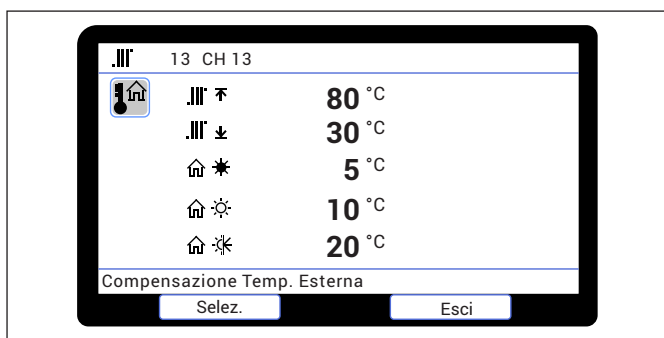 13 CH 13
80 °C
30 °C
5 °C
10 °C
20 °C
Compensazione Temp. Esterna
Selez.
Esci